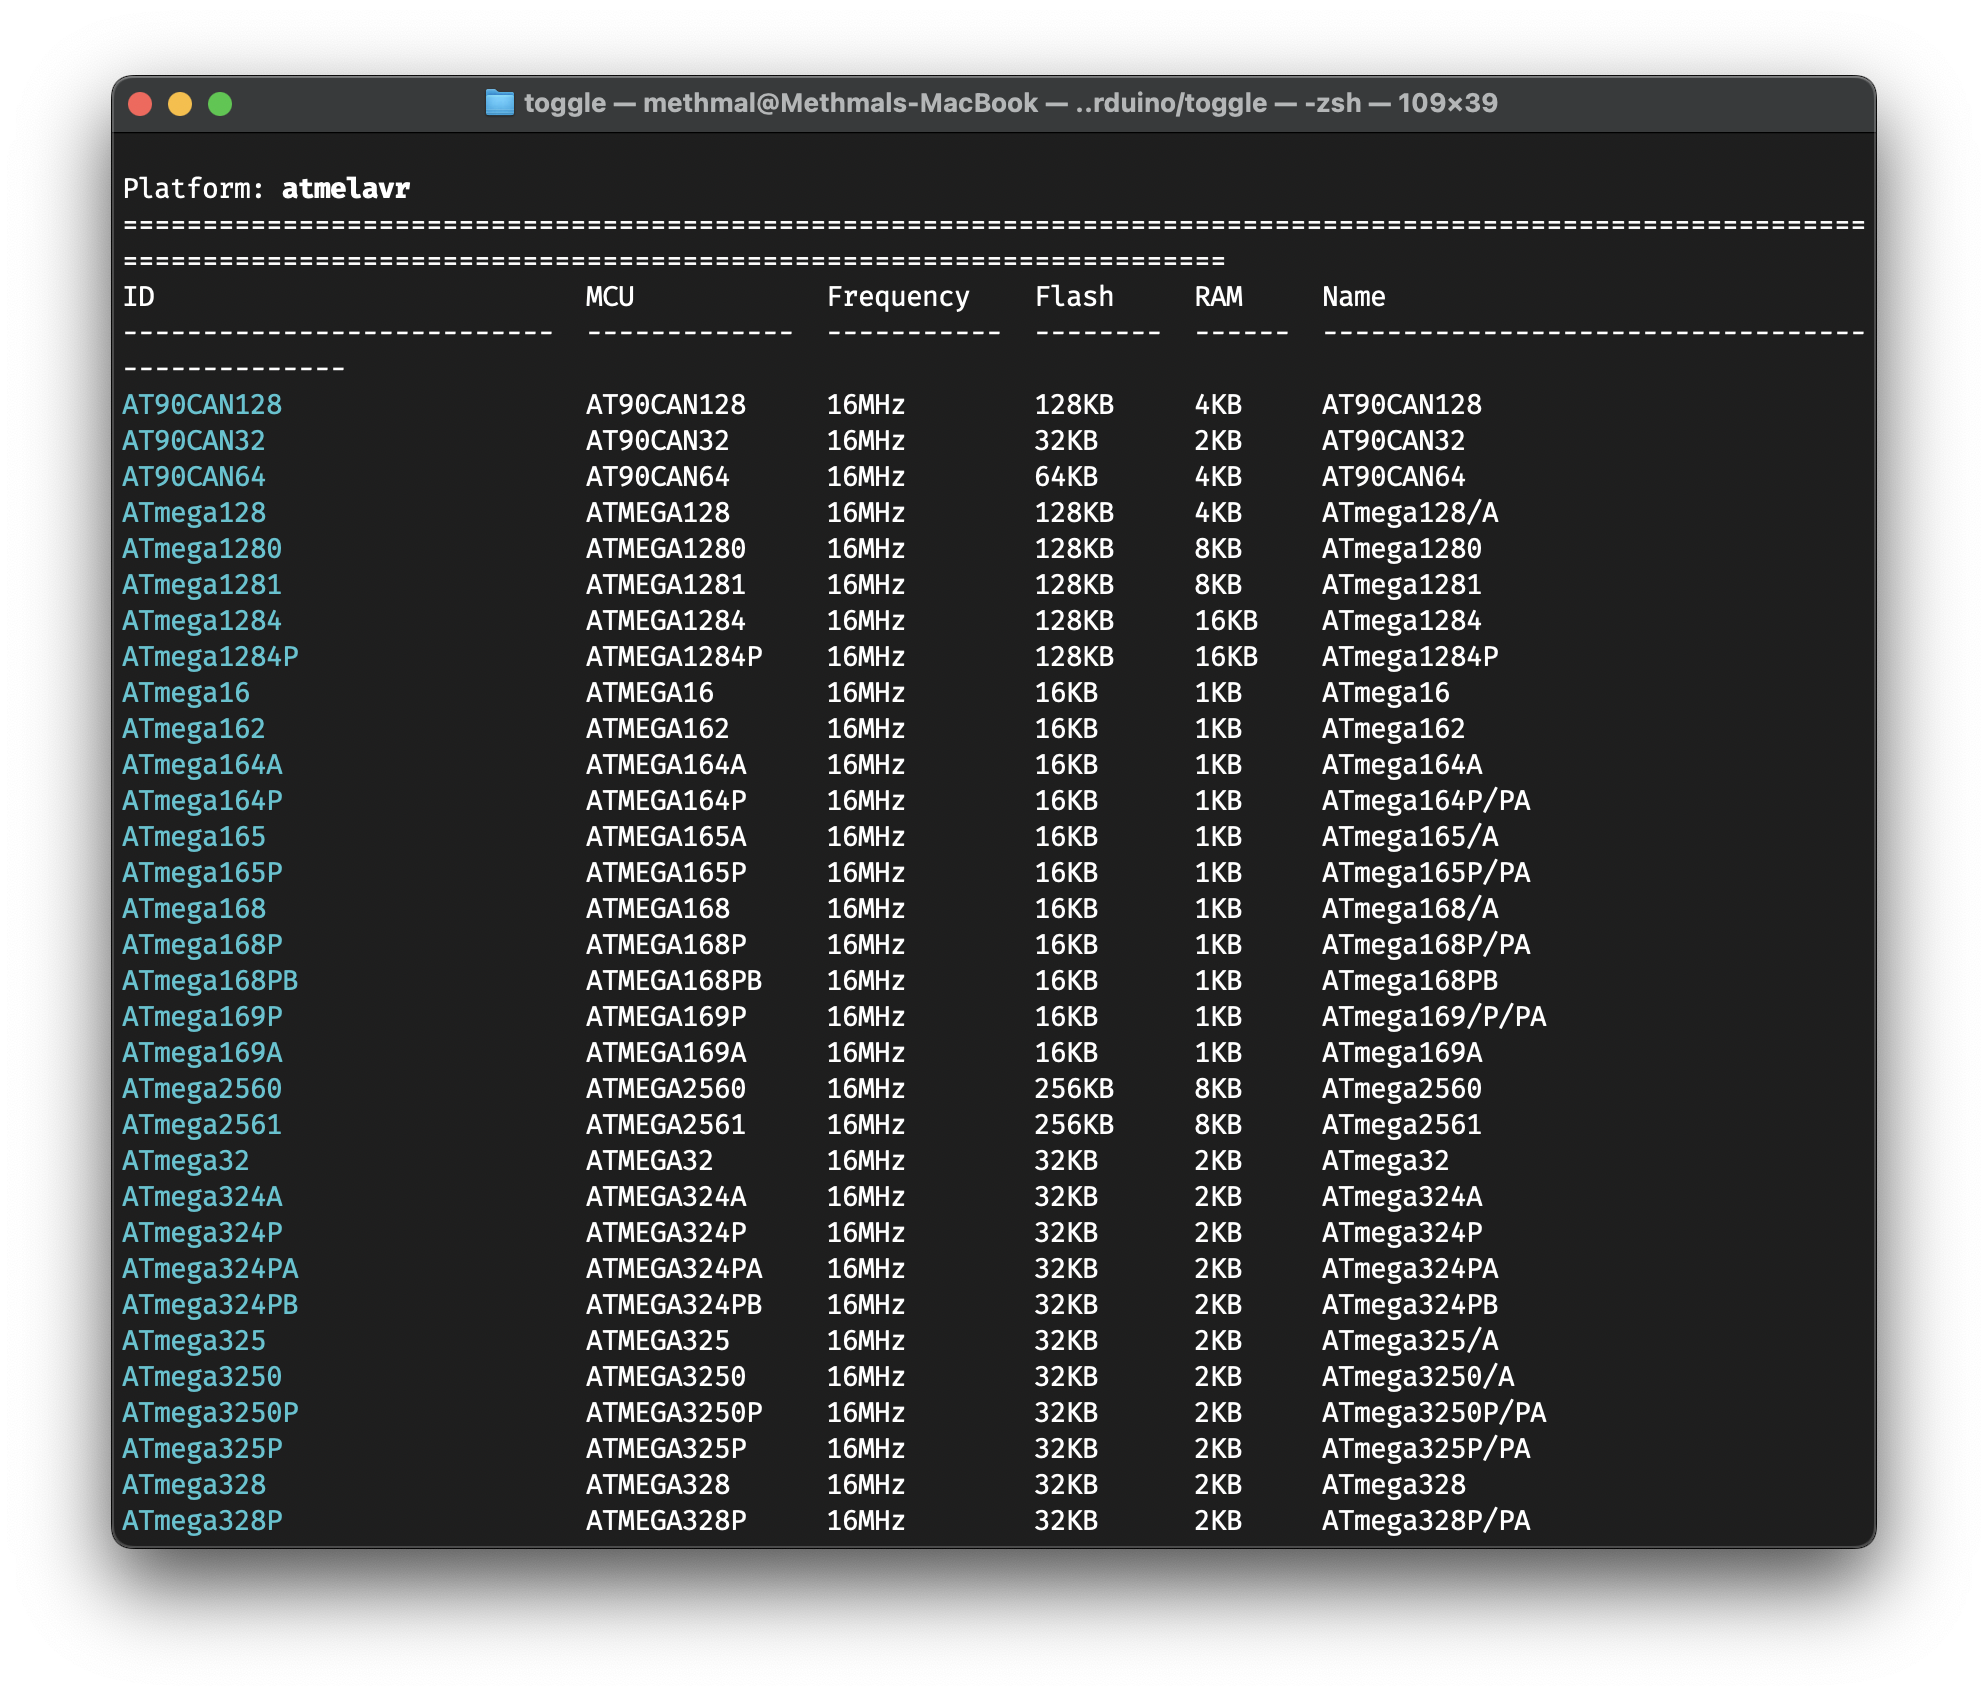 toggle — methmal@Methmals-MacBook — ..rduino/toggle — -zsh — 109×39
Platform: atmelavr
=============================================================================================================
=====================================================================
ID                           MCU            Frequency    Flash     RAM     Name
---------------------------  -------------  -----------  --------  ------  ----------------------------------
--------------
AT90CAN128                   AT90CAN128     16MHz        128KB     4KB     AT90CAN128
AT90CAN32                    AT90CAN32      16MHz        32KB      2KB     AT90CAN32
AT90CAN64                    AT90CAN64      16MHz        64KB      4KB     AT90CAN64
ATmega128                    ATMEGA128      16MHz        128KB     4KB     ATmega128/A
ATmega1280                   ATMEGA1280     16MHz        128KB     8KB     ATmega1280
ATmega1281                   ATMEGA1281     16MHz        128KB     8KB     ATmega1281
ATmega1284                   ATMEGA1284     16MHz        128KB     16KB    ATmega1284
ATmega1284P                  ATMEGA1284P    16MHz        128KB     16KB    ATmega1284P
ATmega16                     ATMEGA16       16MHz        16KB      1KB     ATmega16
ATmega162                    ATMEGA162      16MHz        16KB      1KB     ATmega162
ATmega164A                   ATMEGA164A     16MHz        16KB      1KB     ATmega164A
ATmega164P                   ATMEGA164P     16MHz        16KB      1KB     ATmega164P/PA
ATmega165                    ATMEGA165A     16MHz        16KB      1KB     ATmega165/A
ATmega165P                   ATMEGA165P     16MHz        16KB      1KB     ATmega165P/PA
ATmega168                    ATMEGA168      16MHz        16KB      1KB     ATmega168/A
ATmega168P                   ATMEGA168P     16MHz        16KB      1KB     ATmega168P/PA
ATmega168PB                  ATMEGA168PB    16MHz        16KB      1KB     ATmega168PB
ATmega169P                   ATMEGA169P     16MHz        16KB      1KB     ATmega169/P/PA
ATmega169A                   ATMEGA169A     16MHz        16KB      1KB     ATmega169A
ATmega2560                   ATMEGA2560     16MHz        256KB     8KB     ATmega2560
ATmega2561                   ATMEGA2561     16MHz        256KB     8KB     ATmega2561
ATmega32                     ATMEGA32       16MHz        32KB      2KB     ATmega32
ATmega324A                   ATMEGA324A     16MHz        32KB      2KB     ATmega324A
ATmega324P                   ATMEGA324P     16MHz        32KB      2KB     ATmega324P
ATmega324PA                  ATMEGA324PA    16MHz        32KB      2KB     ATmega324PA
ATmega324PB                  ATMEGA324PB    16MHz        32KB      2KB     ATmega324PB
ATmega325                    ATMEGA325      16MHz        32KB      2KB     ATmega325/A
ATmega3250                   ATMEGA3250     16MHz        32KB      2KB     ATmega3250/A
ATmega3250P                  ATMEGA3250P    16MHz        32KB      2KB     ATmega3250P/PA
ATmega325P                   ATMEGA325P     16MHz        32KB      2KB     ATmega325P/PA
ATmega328                    ATMEGA328      16MHz        32KB      2KB     ATmega328
ATmega328P                   ATMEGA328P     16MHz        32KB      2KB     ATmega328P/PA